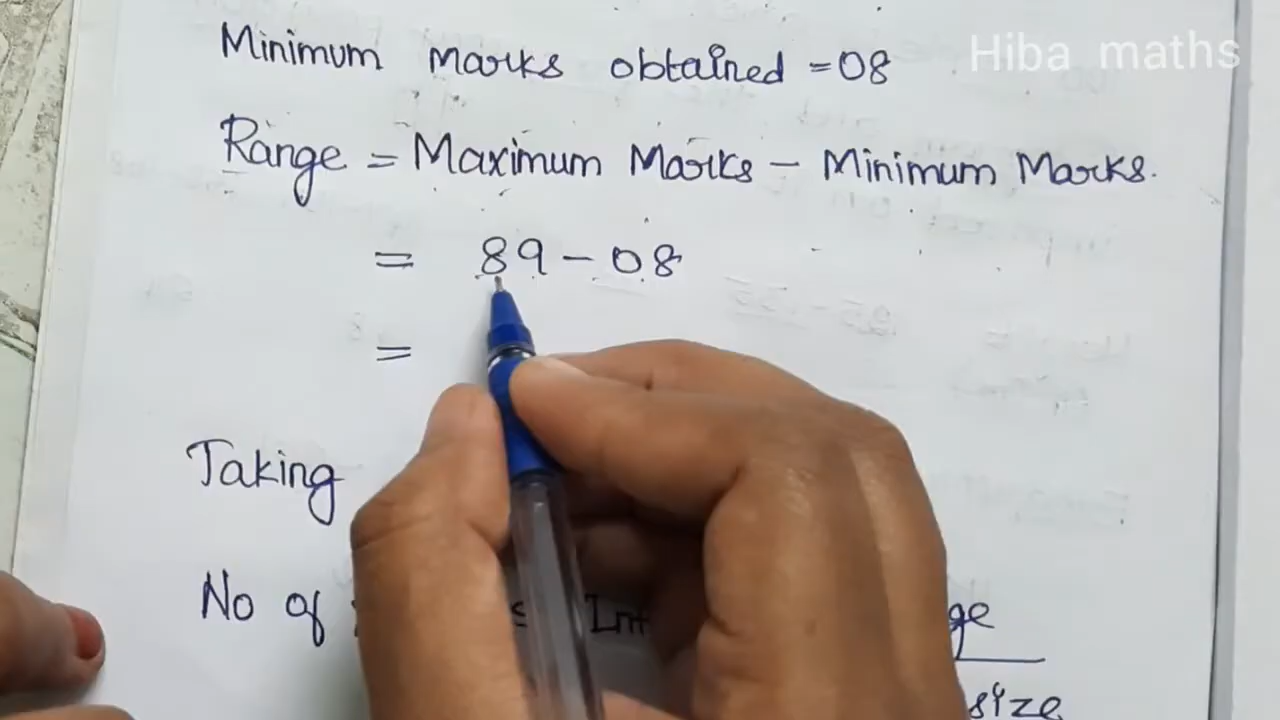 Hiba maths
Minimum Marks obtained = 08
Range = Maximum Marks - Minimum Marks.
= 89 - 08
=
Taking
No of
size